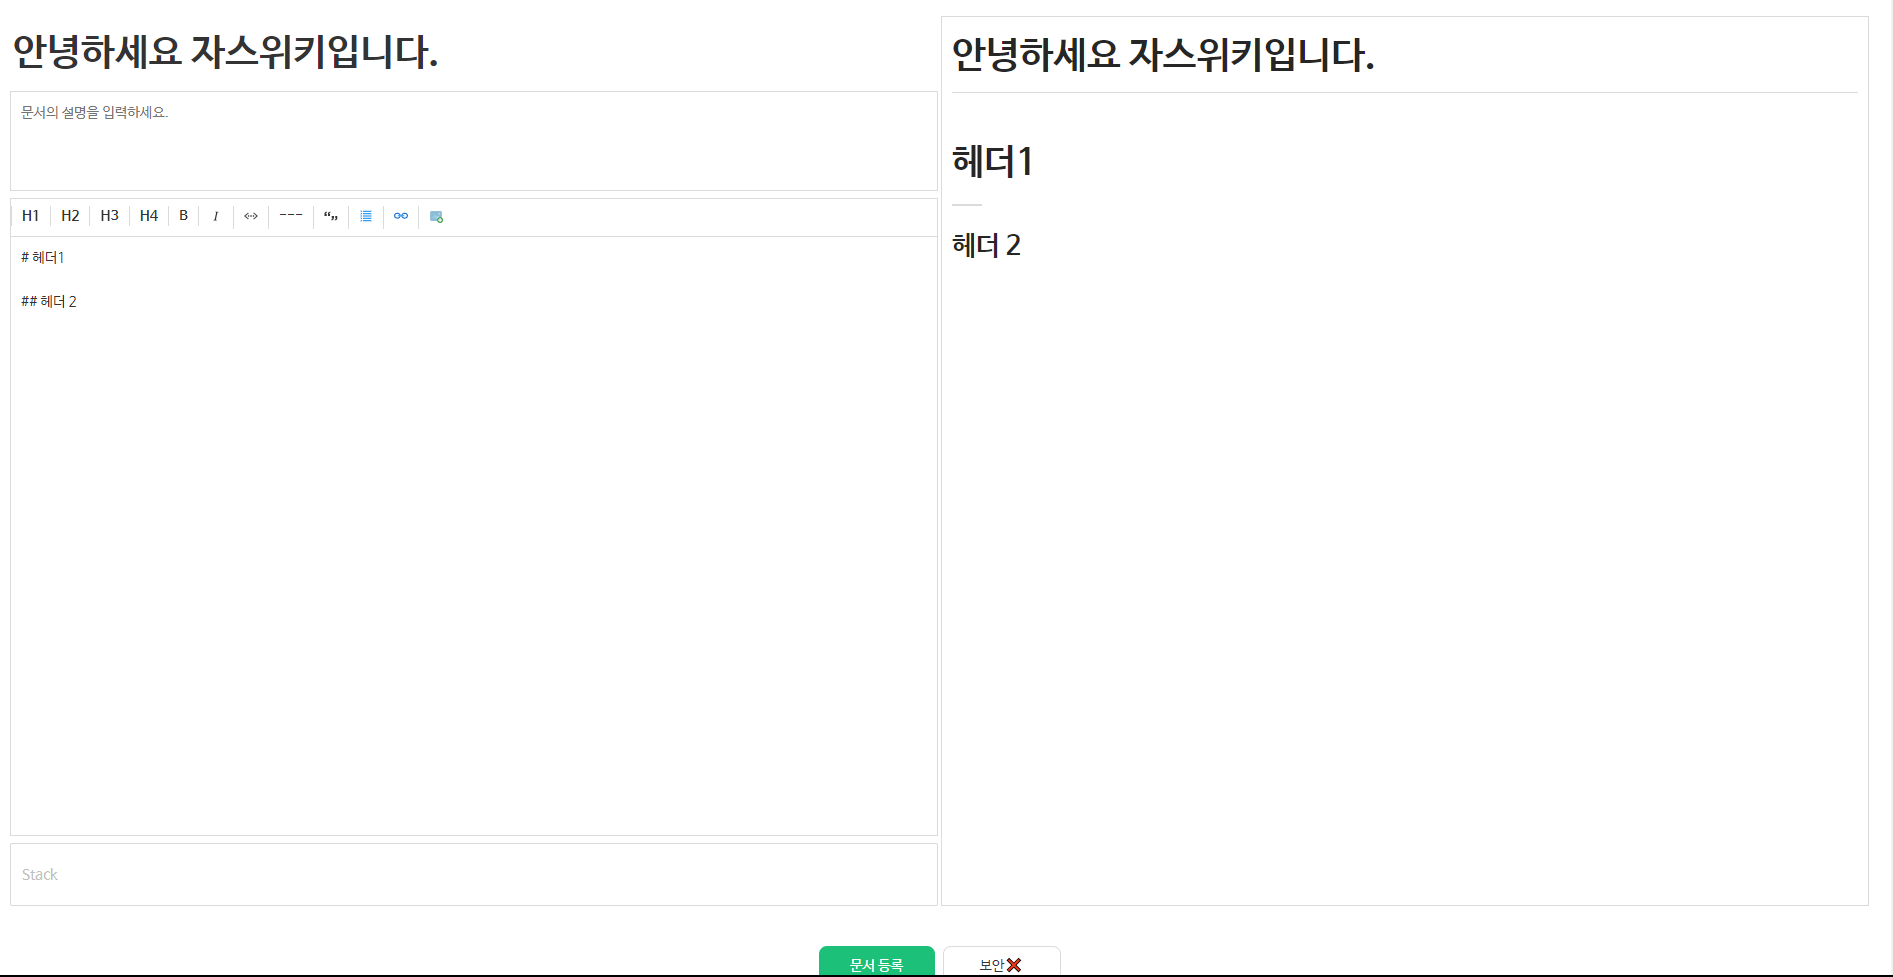 안녕하세요 자스위키입니다.
문서의 설명을 입력하세요.
H1 H2 H3 H4 B I <··> --- “„
# 헤더1
## 헤더 2
Stack
안녕하세요 자스위키입니다.
헤더1
헤더 2
문서 등록 보안❌